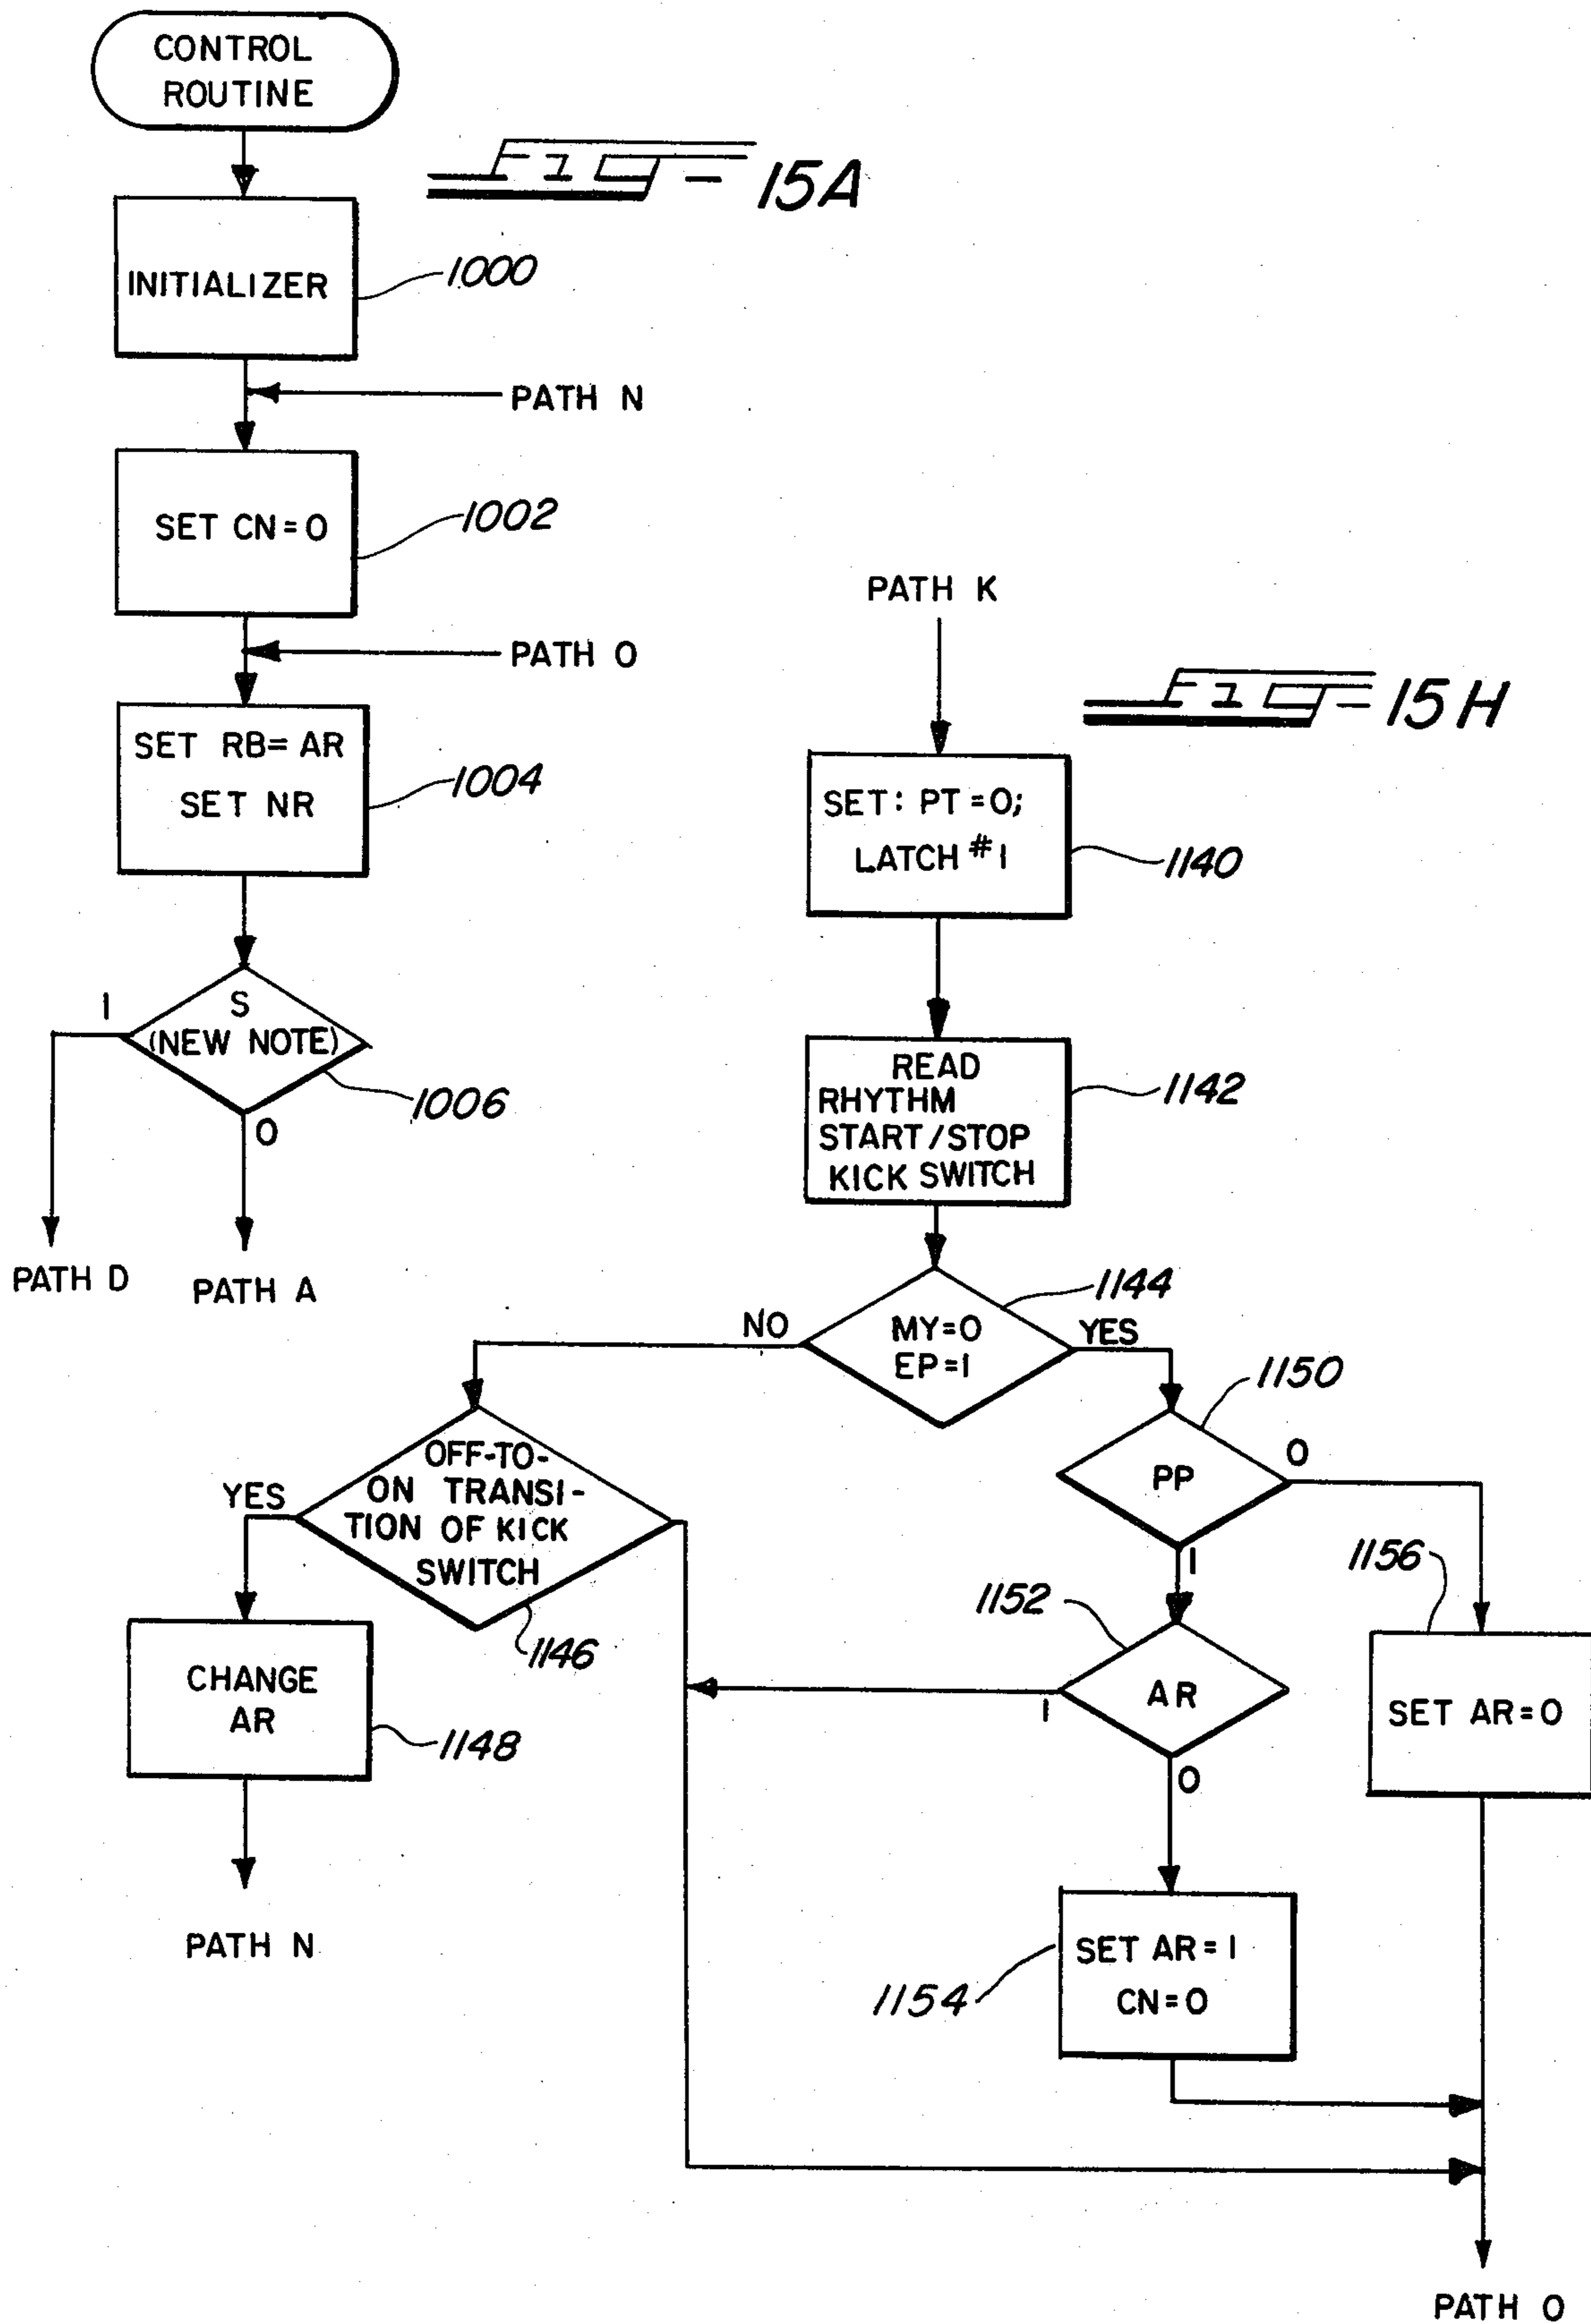 CONTROL
ROUTINE
FIG-15A
INITIALIZER
1000
PATH N
SET CN=0
1002
PATH O
SET RB=AR
SET NR
1004
S
(NEW NOTE)
1
0
1006
PATH D
PATH A
PATH K
FIG-15H
SET: PT=0;
LATCH #1
1140
READ
RHYTHM
START/STOP
KICK SWITCH
1142
MY=0
EP=1
1144
NO
YES
OFF-TO-
ON TRANSI-
TION OF KICK
SWITCH
YES
1146
CHANGE
AR
1148
PATH N
PP
1150
0
1
AR
1152
1
0
SET AR=0
1156
SET AR=1
CN=0
1154
PATH O